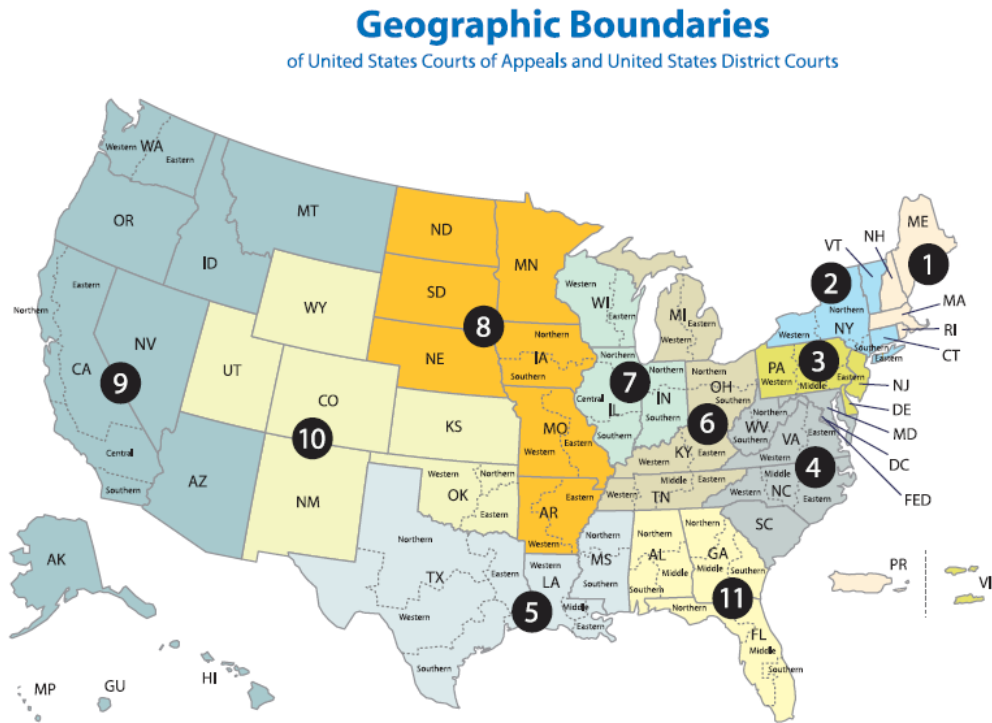 Geographic Boundaries
of United States Courts of Appeals and United States District Courts
Western WA Eastern
OR
MT
ID
ND
MN
SD
WY
NE
8
Northern
IA
Southern
Eastern
Northern
NV
CA
9
Central
Southern
UT
CO
10
KS
AZ
NM
Western
Northern
OK
Eastern
MO
Eastern
Western
Eastern
AR
Western
Western
WI
Eastern
MI
Eastern
Western
Northern
7
Central
IL
Southern
Northern
IN
Southern
Northern
OH
Southern
6
KY
Western
Eastern
Western
Middle
Eastern
TN
ME
NH
VT
1
2
MA
RI
CT
Northern
Western
NY
Southern
Eastern
PA
3
Eastern
Western
Middle
NJ
DE
MD
DC
FED
Northern
WV
Southern
VA
Eastern
Western
4
Middle
NC
Western
Eastern
SC
Northern
TX
Eastern
Western
Southern
Western
LA
5
Middle
Eastern
Northern
MS
Southern
Northern
AL
Middle
Southern
Northern
GA
Middle
Southern
11
Northern
FL
Middle
Southern
PR
VI
AK
HI
MP
GU